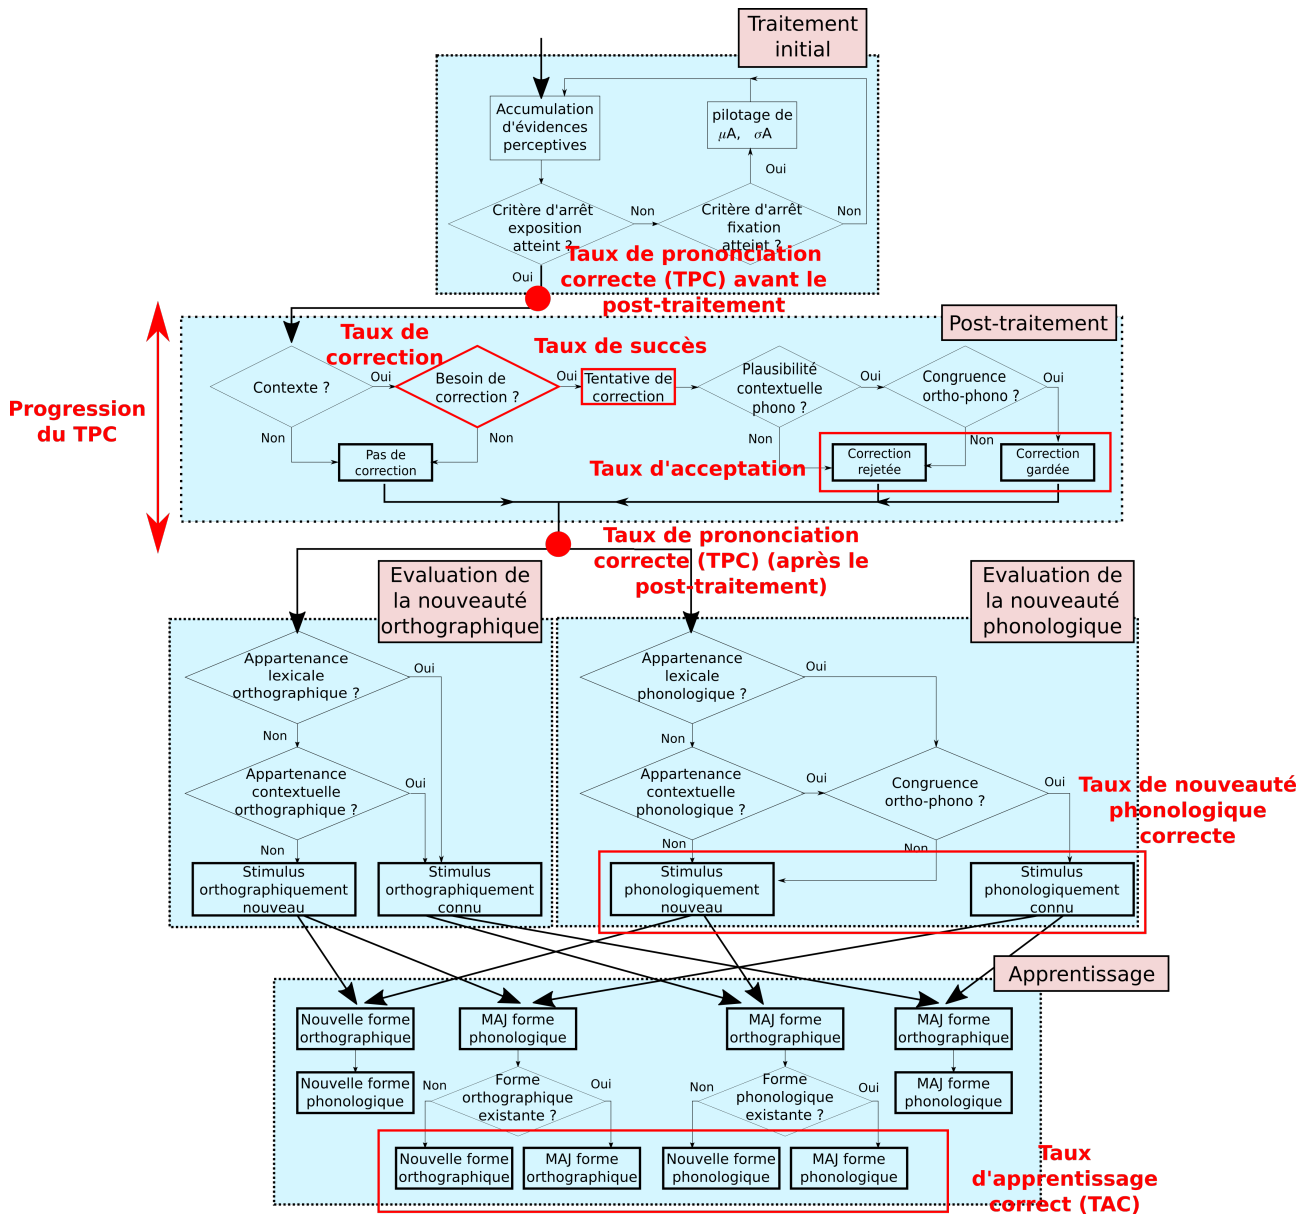 Traitement
initial
Accumulation
d'évidences
perceptives
pilotage de
μA, σA
Oui
Critère d'arrêt
exposition
atteint ?
Non
Critère d'arrêt
fixation
atteint ?
Non
Oui
Taux de prononciation
correcte (TPC) avant le
post-traitement
Post-traitement
Progression
du TPC
Taux de
correction
Taux de succès
Contexte ?
Oui
Besoin de
correction ?
Oui
Tentative de
correction
Plausibilité
contextuelle
phono ?
Oui
Congruence
ortho-phono ?
Oui
Non
Non
Non
Non
Pas de
correction
Taux d'acceptation
Correction
rejetée
Correction
gardée
Taux de prononciation
correcte (TPC) (après le
post-traitement)
Evaluation de
la nouveauté
orthographique
Evaluation de
la nouveauté
phonologique
Appartenance
lexicale
orthographique ?
Oui
Non
Appartenance
contextuelle
orthographique ?
Oui
Non
Stimulus
orthographiquement
nouveau
Stimulus
orthographiquement
connu
Appartenance
lexicale
phonologique ?
Oui
Non
Appartenance
contextuelle
phonologique ?
Oui
Congruence
ortho-phono ?
Oui
Non
Non
Taux de nouveauté
phonologique
correcte
Stimulus
phonologiquement
nouveau
Stimulus
phonologiquement
connu
Apprentissage
Nouvelle forme
orthographique
MAJ forme
phonologique
MAJ forme
orthographique
MAJ forme
orthographique
Nouvelle forme
phonologique
Non
Forme
orthographique
existante ?
Oui
Non
Forme
phonologique
existante ?
Oui
MAJ forme
phonologique
Nouvelle forme
orthographique
MAJ forme
orthographique
Nouvelle forme
phonologique
MAJ forme
phonologique
Taux
d'apprentissage
correct (TAC)